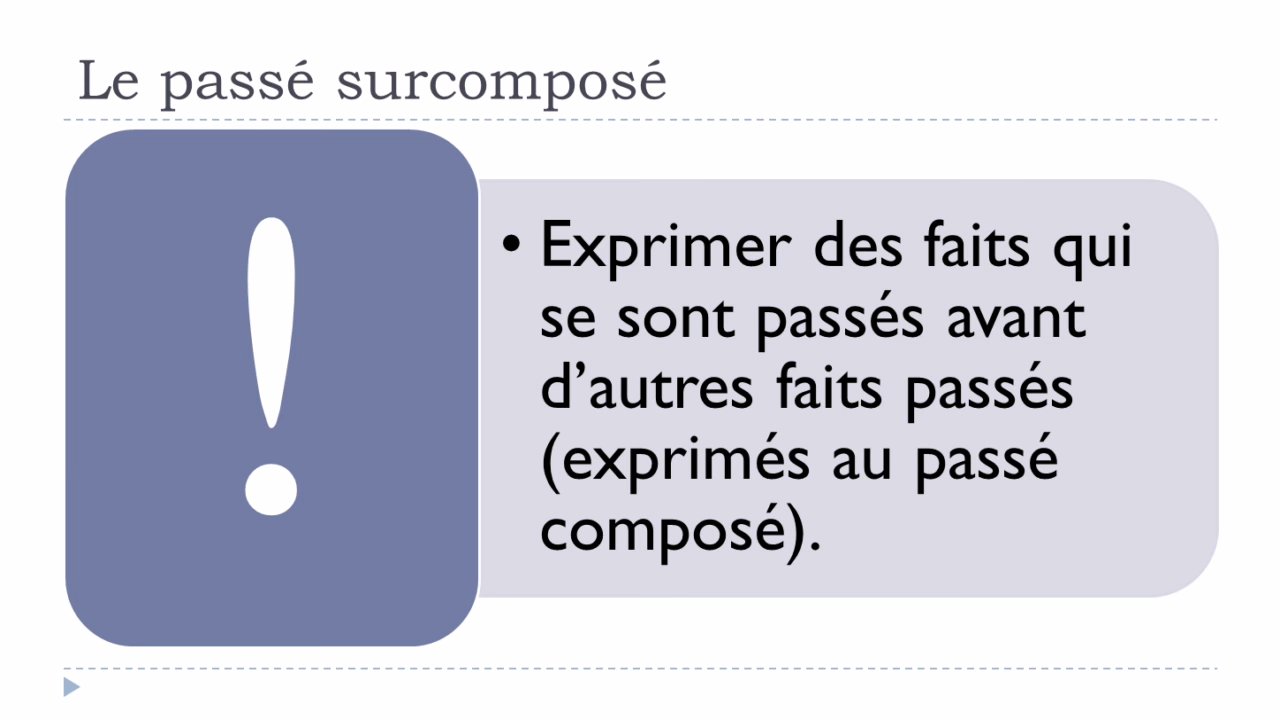 Le passé surcomposé
!
• Exprimer des faits qui
se sont passés avant
d’autres faits passés
(exprimés au passé
composé).